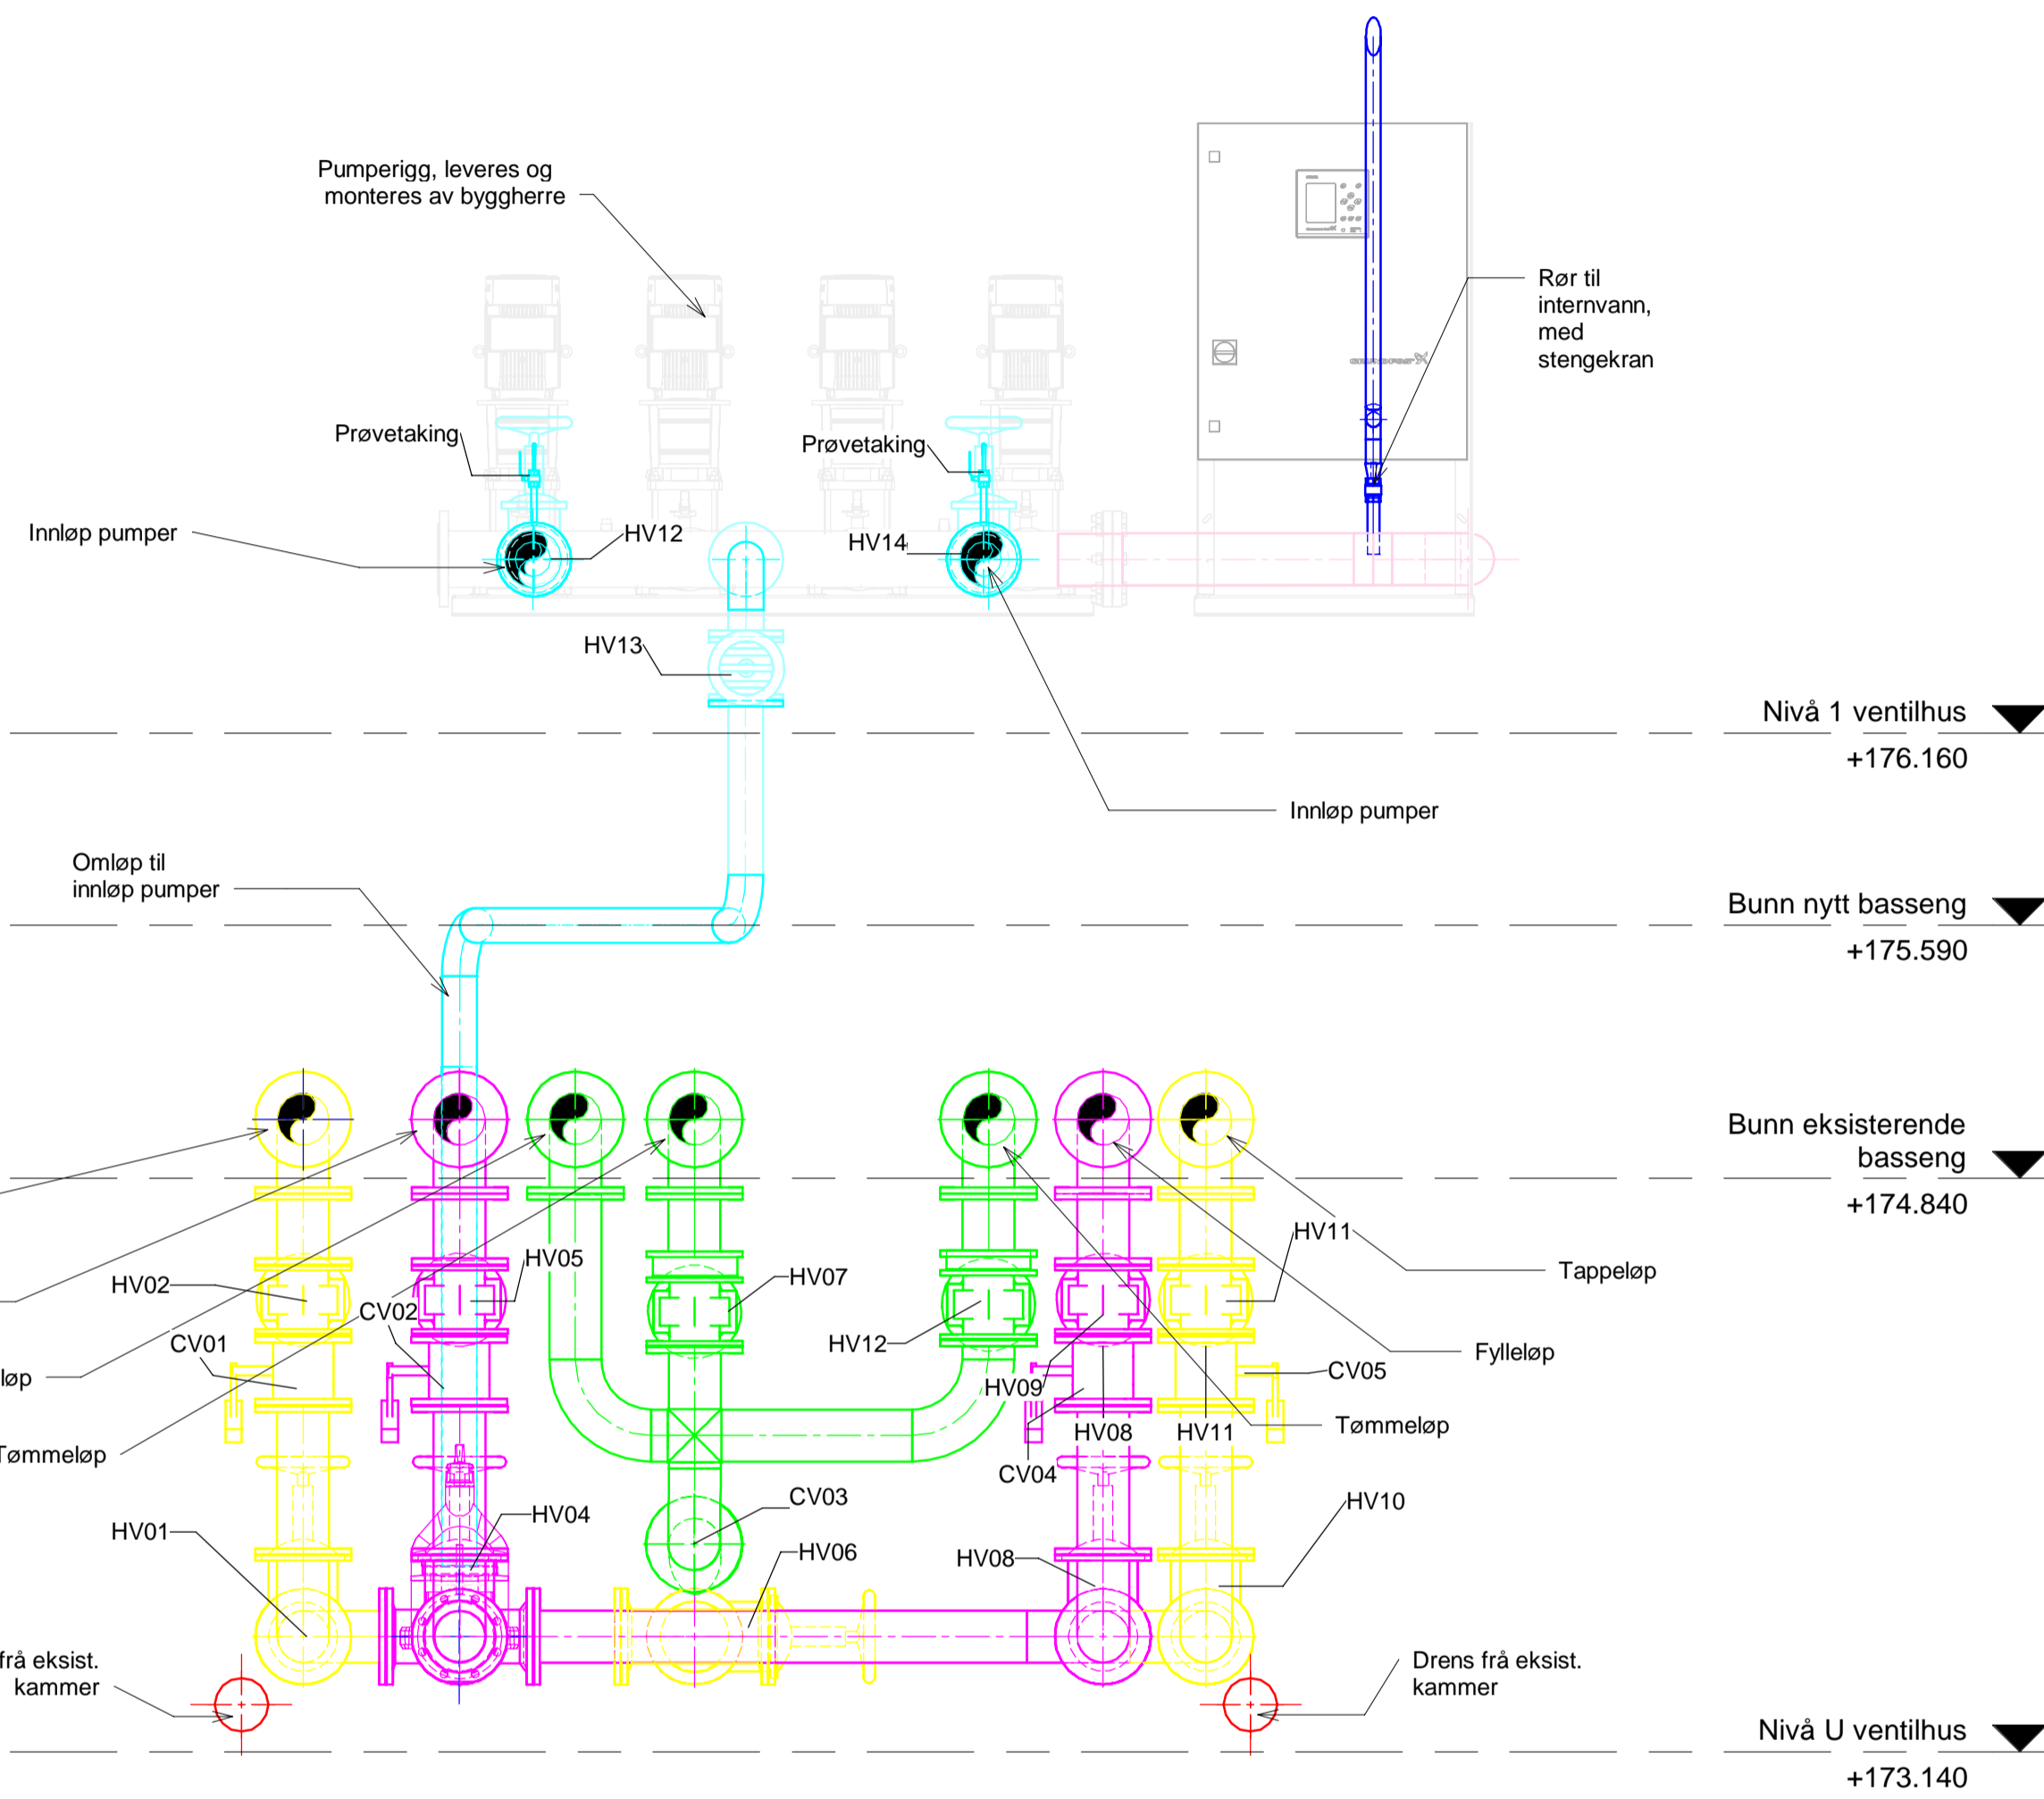 Pumperigg, leveres og
monteres av byggherre
Rør til
internvann,
med
stengekran
GRUNDFOS
Prøvetaking
Prøvetaking
Innløp pumper
HV12
HV14
HV13
Nivå 1 ventilhus
+176.160
Innløp pumper
Omløp til
innløp pumper
Bunn nytt basseng
+175.590
Bunn eksisterende
basseng
+174.840
HV02
HV05
HV07
HV11
Tappeløp
CV02
CV01
HV12
Fylleløp
løp
HV09
CV05
Tømmeløp
HV08
HV11
Tømmeløp
CV04
CV03
HV10
HV01
HV04
HV06
HV08
frå eksist.
kammer
Drens frå eksist.
kammer
Nivå U ventilhus
+173.140